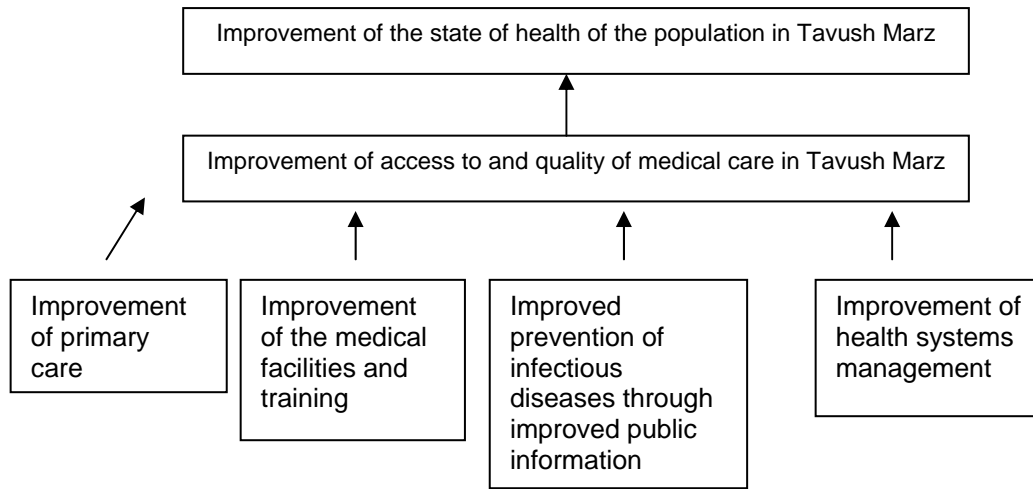 Improvement of the state of health of the population in Tavush Marz
Improvement of access to and quality of medical care in Tavush Marz
Improvement
of primary
care
Improvement
of the medical
facilities and
training
Improved
prevention of
infectious
diseases through
improved public
information
Improvement of
health systems
management